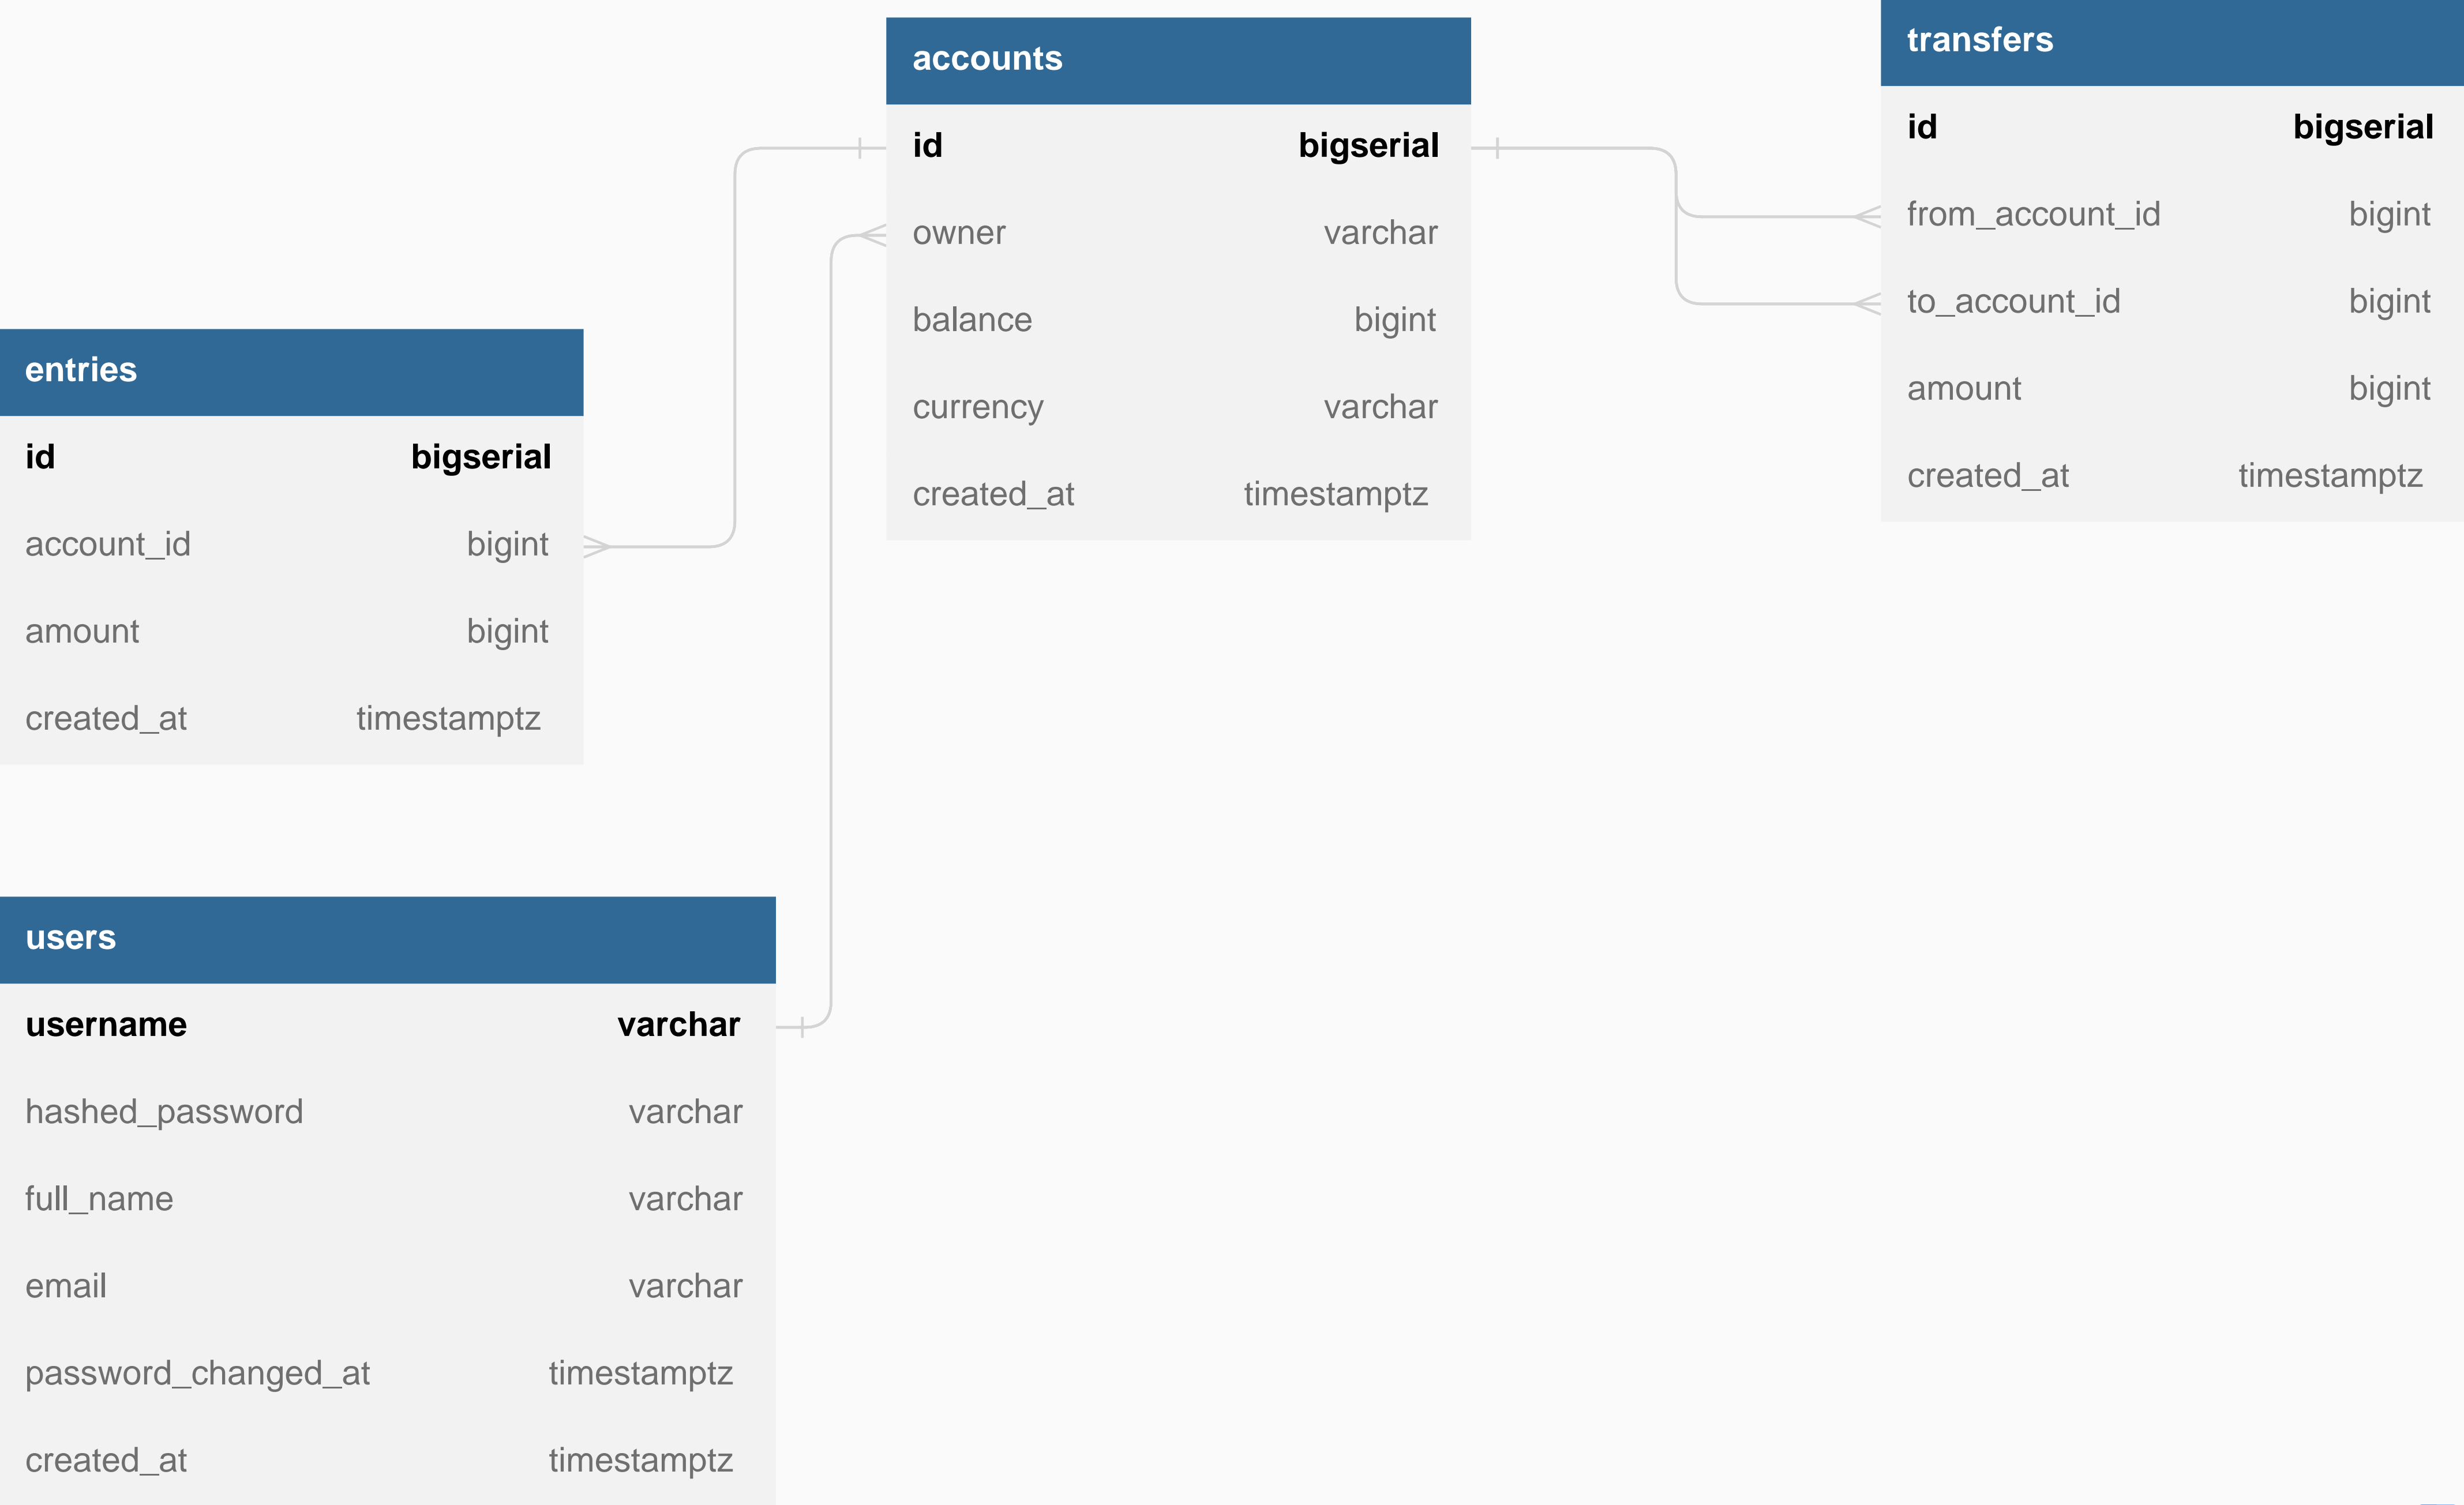 accounts
id bigserial
owner varchar
balance bigint
currency varchar
created_at timestamptz
transfers
id bigserial
from_account_id bigint
to_account_id bigint
amount bigint
created_at timestamptz
entries
id bigserial
account_id bigint
amount bigint
created_at timestamptz
users
username varchar
hashed_password varchar
full_name varchar
email varchar
password_changed_at timestamptz
created_at timestamptz